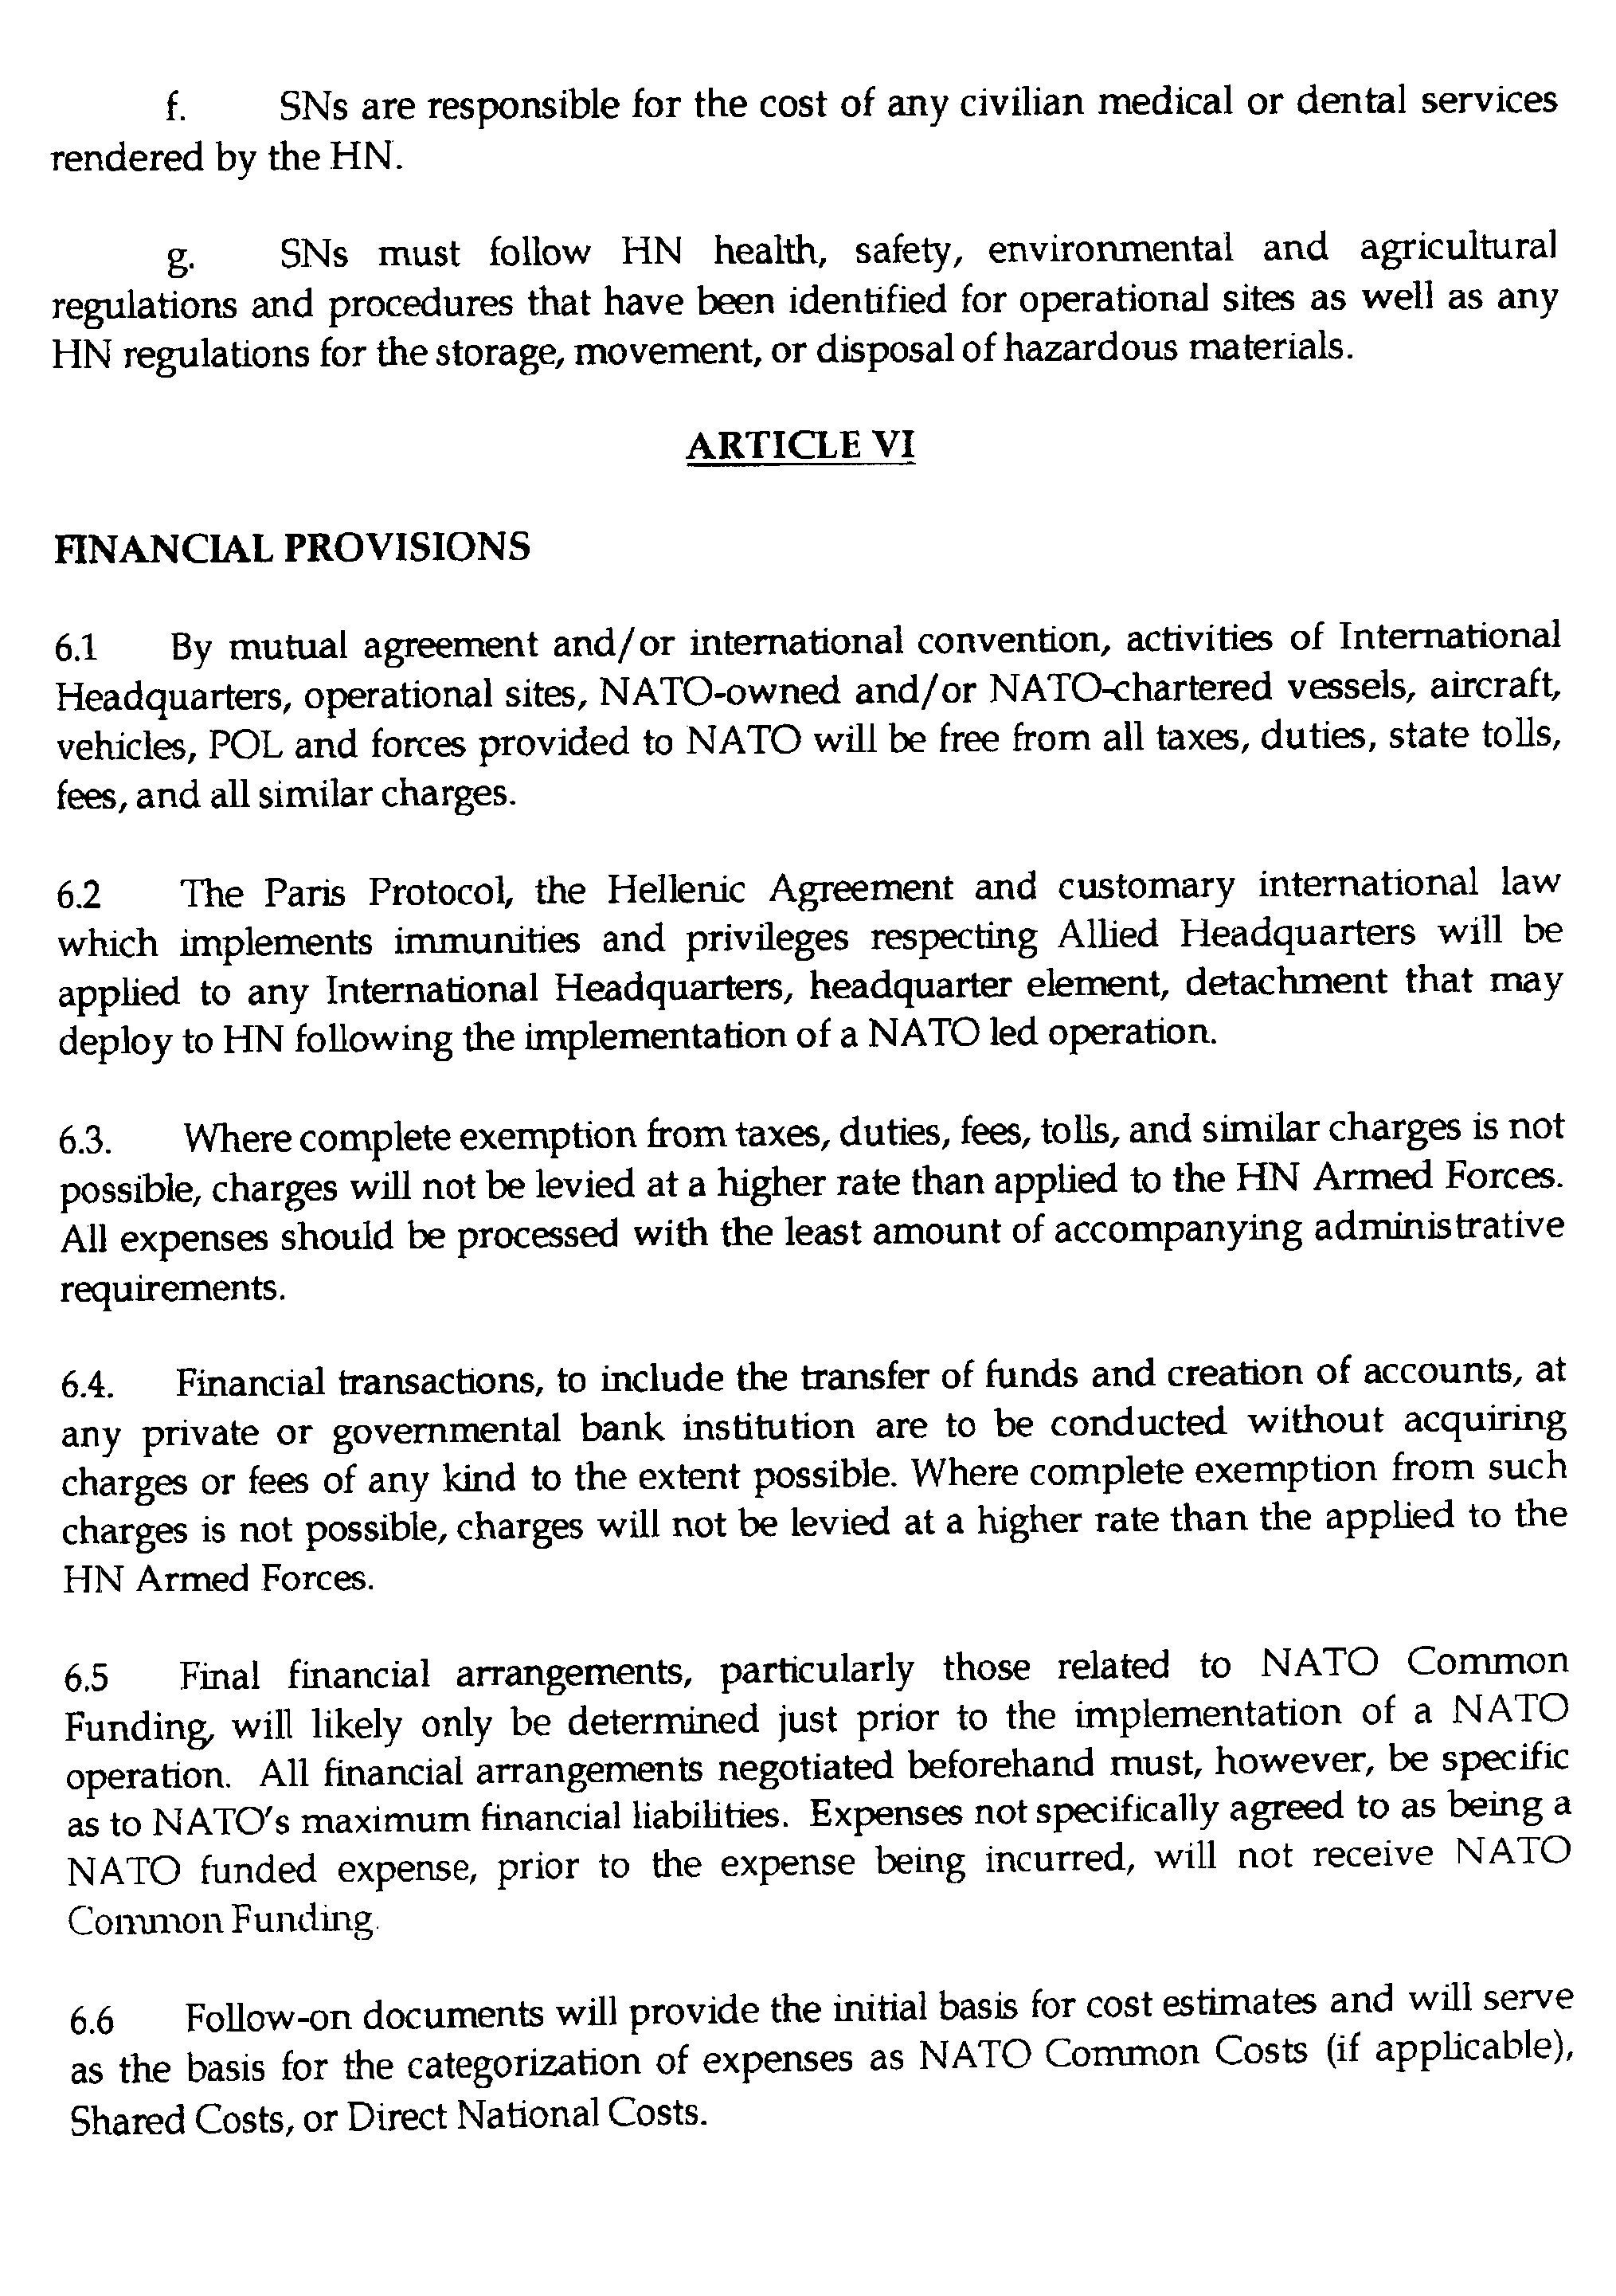 f. SNs are responsible for the cost of any civilian medical or dental services
rendered by the HN.
g. SNs must follow HN health, safety, environmental and agricultural
regulations and procedures that have been identified for operational sites as well as any
HN regulations for the storage, movement, or disposal of hazardous materials.
ARTICLE VI
FINANCIAL PROVISIONS
6.1 By mutual agreement and/or international convention, activities of International
Headquarters, operational sites, NATO-owned and/or NATO-chartered vessels, aircraft,
vehicles, POL and forces provided to NATO will be free from all taxes, duties, state tolls,
fees, and all similar charges.
6.2 The Paris Protocol, the Hellenic Agreement and customary international law
which implements immunities and privileges respecting Allied Headquarters will be
applied to any International Headquarters, headquarter element, detachment that may
deploy to HN following the implementation of a NATO led operation.
6.3. Where complete exemption from taxes, duties, fees, tolls, and similar charges is not
possible, charges will not be levied at a higher rate than applied to the HN Armed Forces.
All expenses should be processed with the least amount of accompanying administrative
requirements.
6.4. Financial transactions, to include the transfer of funds and creation of accounts, at
any private or governmental bank institution are to be conducted without acquiring
charges or fees of any kind to the extent possible. Where complete exemption from such
charges is not possible, charges will not be levied at a higher rate than the applied to the
HN Armed Forces.
6.5 Final financial arrangements, particularly those related to NATO Common
Funding, will likely only be determined just prior to the implementation of a NATO
operation. All financial arrangements negotiated beforehand must, however, be specific
as to NATO's maximum financial liabilities. Expenses not specifically agreed to as being a
NATO funded expense, prior to the expense being incurred, will not receive NATO
Common Funding.
6.6 Follow-on documents will provide the initial basis for cost estimates and will serve
as the basis for the categorization of expenses as NATO Common Costs (if applicable),
Shared Costs, or Direct National Costs.